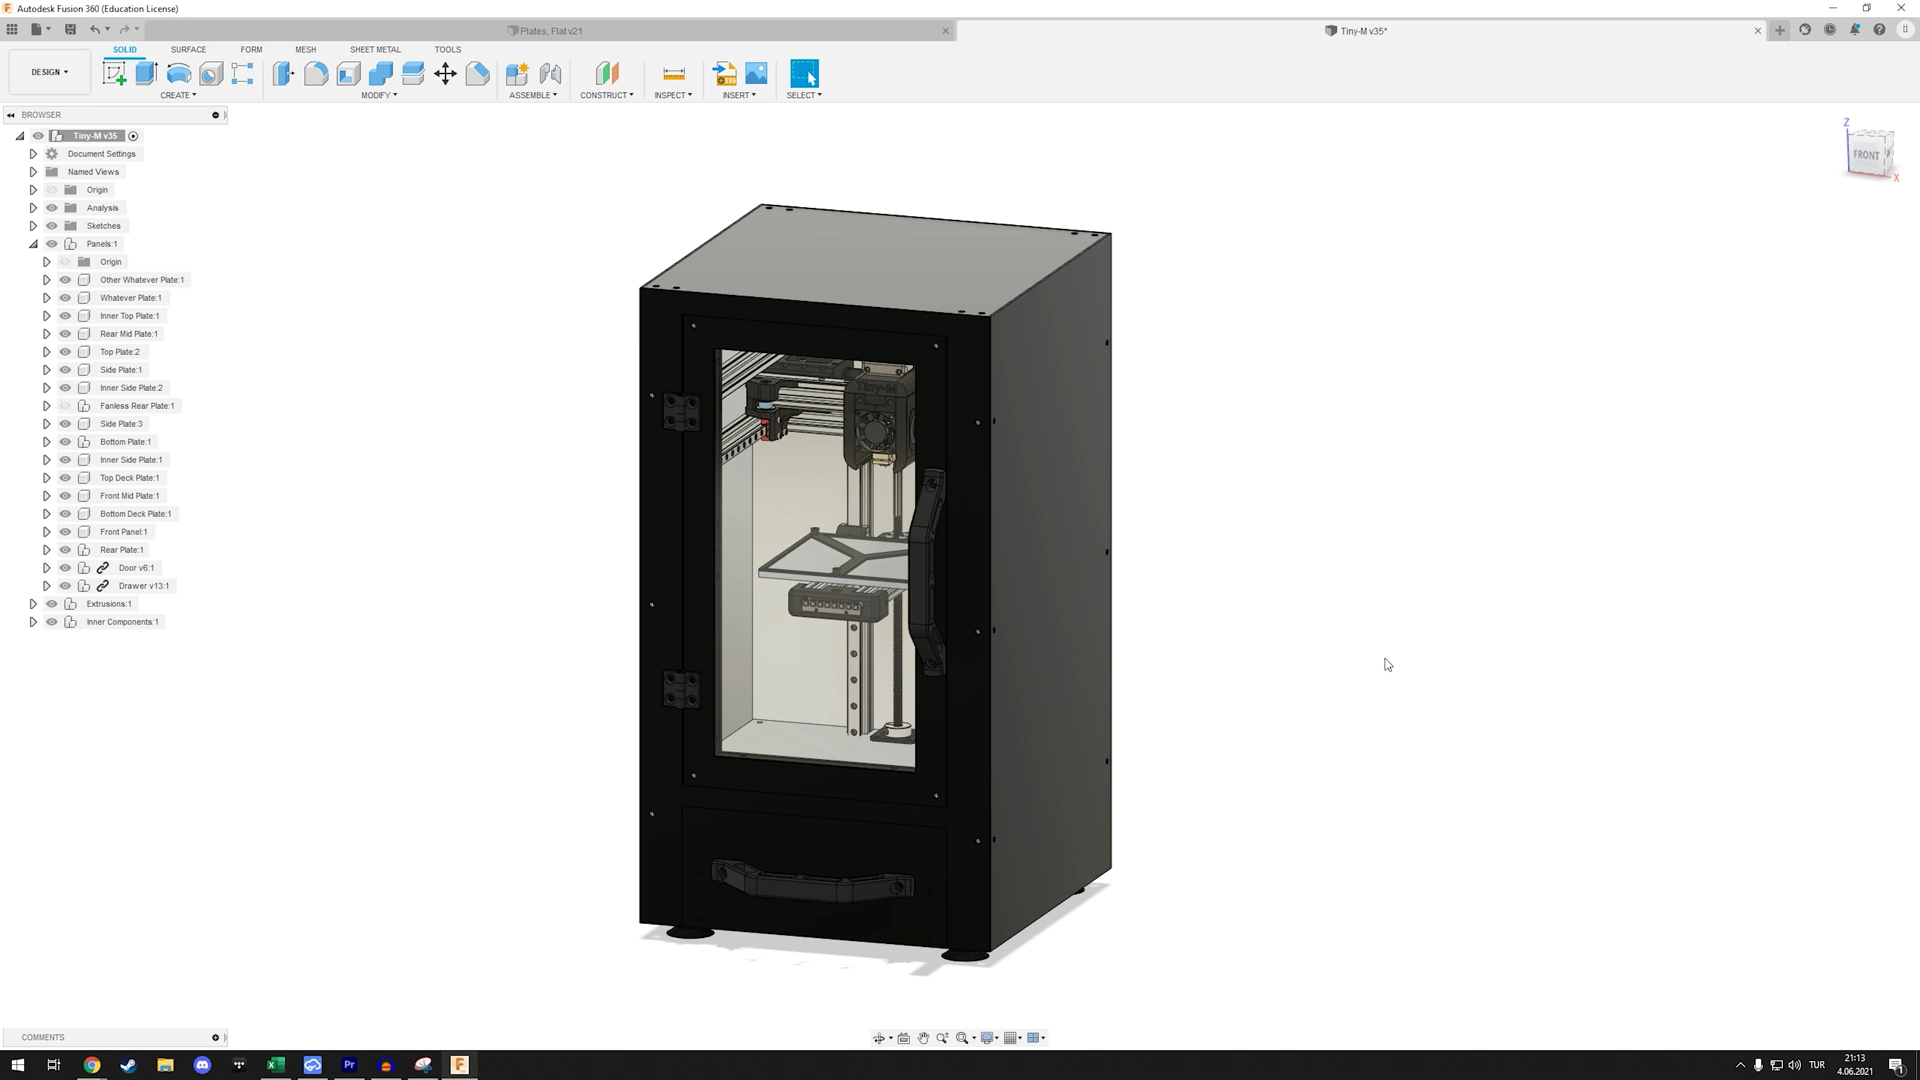 Autodesk Fusion 360 (Education License)
Plates, Flat v21
Tiny-M v35*
DESIGN
SOLID
SURFACE
FORM
MESH
SHEET METAL
TOOLS
CREATE
MODIFY
ASSEMBLE
CONSTRUCT
INSPECT
INSERT
SELECT
BROWSER
Tiny-M v35
Document Settings
Named Views
Origin
Analysis
Sketches
Panels:1
Origin
Other Whatever Plate:1
Whatever Plate:1
Inner Top Plate:1
Rear Mid Plate:1
Top Plate:2
Side Plate:1
Inner Side Plate:2
Fanless Rear Plate:1
Side Plate:3
Bottom Plate:1
Inner Side Plate:1
Top Deck Plate:1
Front Mid Plate:1
Bottom Deck Plate:1
Front Panel:1
Rear Plate:1
Door v6:1
Drawer v13:1
Extrusions:1
Inner Components:1
Z
FRONT
X
Tiny-M
COMMENTS
TUR
21:13
4.06.2021